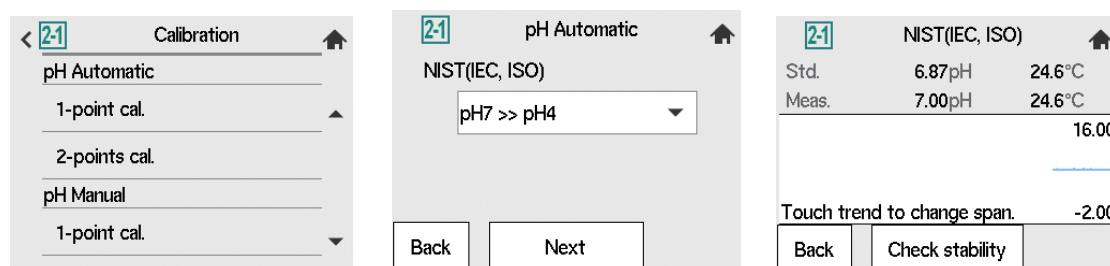 2-1 Calibration
pH Automatic
1-point cal.
2-points cal.
pH Manual
1-point cal.
2-1 pH Automatic
NIST(IEC, ISO)
pH7 >> pH4
Back Next
2-1 NIST(IEC, ISO)
Std. 6.87pH 24.6°C
Meas. 7.00pH 24.6°C
16.00
Touch trend to change span. -2.00
Back Check stability